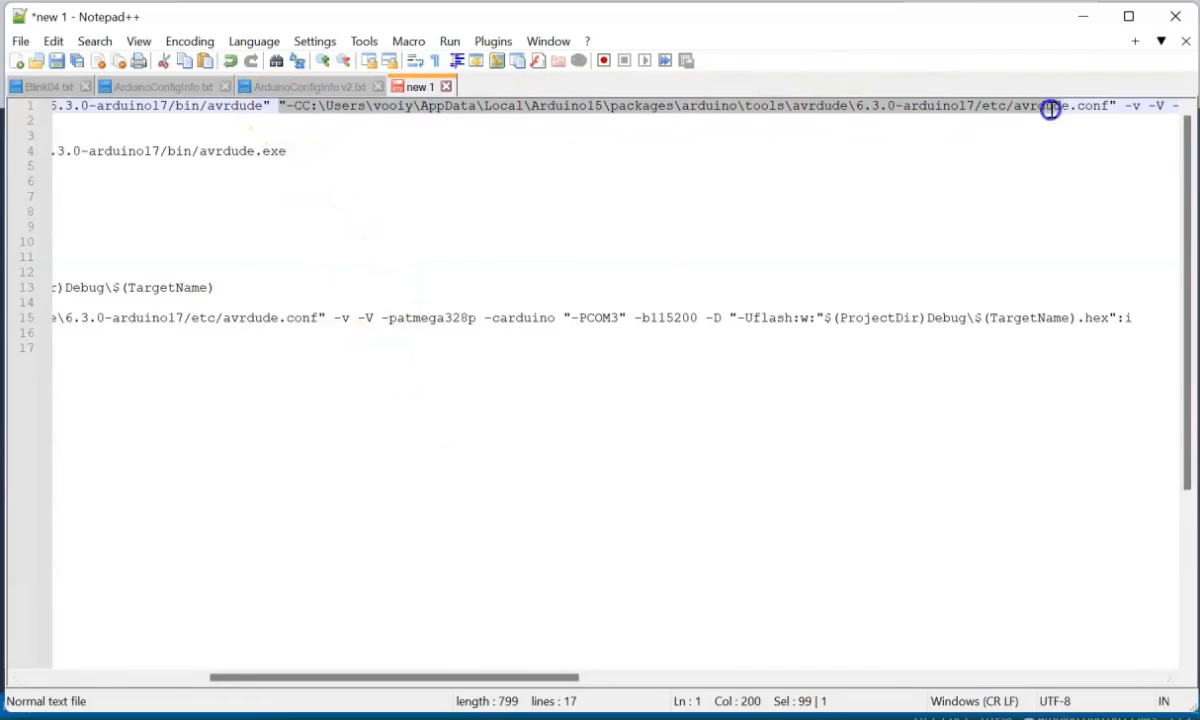 *new 1 - Notepad++
File Edit Search View Encoding Language Settings Tools Macro Run Plugins Window ?
Blink04.txt ArduinoConfigInfo.txt ArduinoConfigInfo v2.txt new 1
1 6.3.0-arduino17/bin/avrdude" "-CC:\Users\vooiy\AppData\Local\Arduino15\packages\arduino\tools\avrdude\6.3.0-arduino17/etc/avrdude.conf" -v -V -
2
3
4 .3.0-arduino17/bin/avrdude.exe
5
6
7
8
9
10
11
12
13 r)Debug\$(TargetName)
14
15 e\6.3.0-arduino17/etc/avrdude.conf" -v -V -patmega328p -carduino "-PCOM3" -b115200 -D "-Uflash:w:"$(ProjectDir)Debug\$(TargetName).hex":i
16
17
Normal text file length : 799 lines : 17 Ln : 1 Col : 200 Sel : 99 | 1 Windows (CR LF) UTF-8 IN